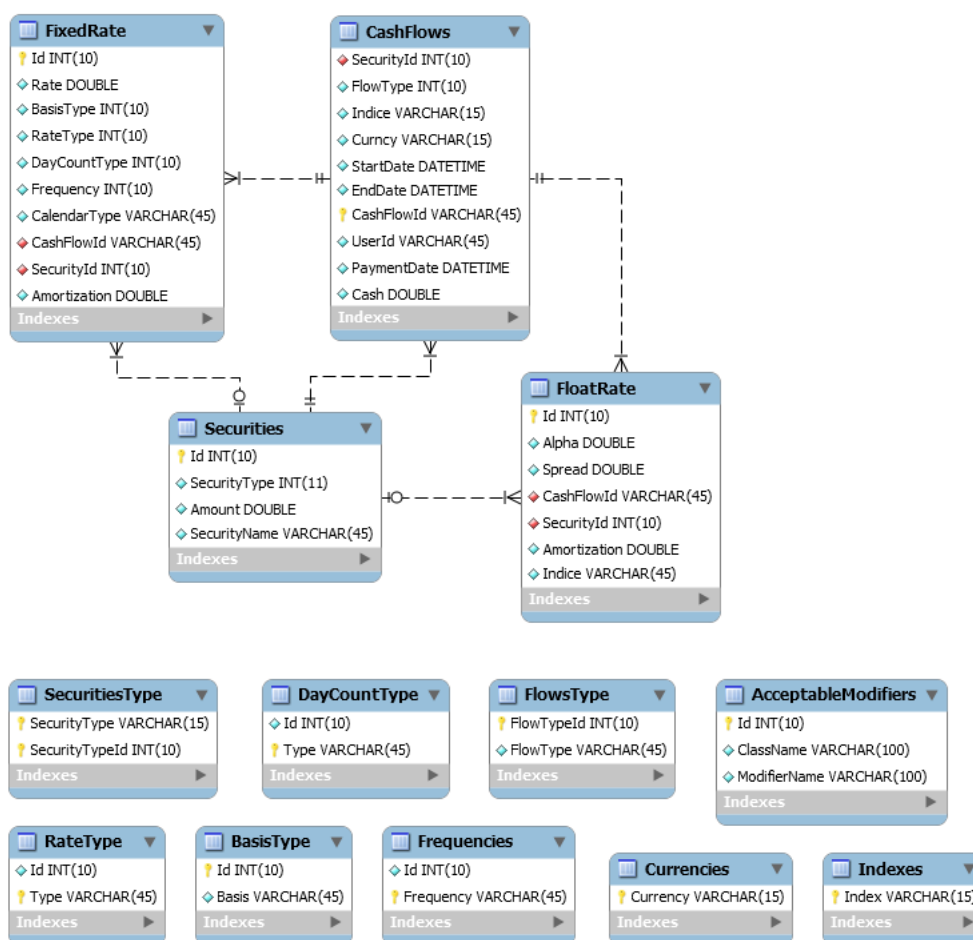 FixedRate
Id INT(10)
Rate DOUBLE
BasisType INT(10)
RateType INT(10)
DayCountType INT(10)
Frequency INT(10)
CalendarType VARCHAR(45)
CashFlowId VARCHAR(45)
SecurityId INT(10)
Amortization DOUBLE
Indexes
CashFlows
SecurityId INT(10)
FlowType INT(10)
Indice VARCHAR(15)
Curncy VARCHAR(15)
StartDate DATETIME
EndDate DATETIME
CashFlowId VARCHAR(45)
UserId VARCHAR(45)
PaymentDate DATETIME
Cash DOUBLE
Indexes
Securities
Id INT(10)
SecurityType INT(11)
Amount DOUBLE
SecurityName VARCHAR(45)
Indexes
FloatRate
Id INT(10)
Alpha DOUBLE
Spread DOUBLE
CashFlowId VARCHAR(45)
SecurityId INT(10)
Amortization DOUBLE
Indice VARCHAR(45)
Indexes
SecuritiesType
SecurityType VARCHAR(15)
SecurityTypeId INT(10)
Indexes
DayCountType
Id INT(10)
Type VARCHAR(45)
Indexes
FlowsType
FlowTypeId INT(10)
FlowType VARCHAR(45)
Indexes
AcceptableModifiers
Id INT(10)
ClassName VARCHAR(100)
ModifierName VARCHAR(100)
Indexes
RateType
Id INT(10)
Type VARCHAR(45)
Indexes
BasisType
Id INT(10)
Basis VARCHAR(45)
Indexes
Frequencies
Id INT(10)
Frequency VARCHAR(45)
Indexes
Currencies
Currency VARCHAR(15)
Indexes
Indexes
Index VARCHAR(15)
Indexes